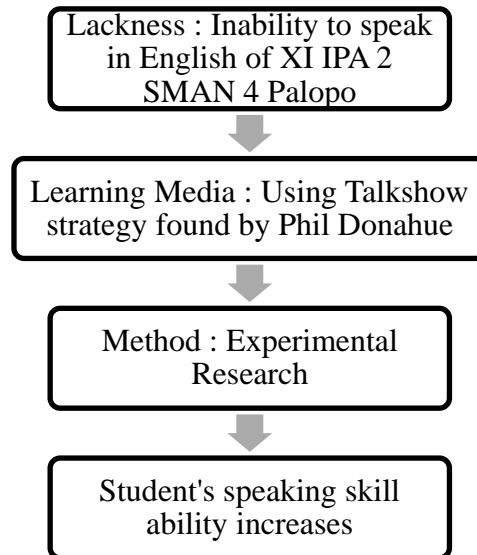 Lackness : Inability to speak
in English of XI IPA 2
SMAN 4 Palopo
Learning Media : Using Talkshow
strategy found by Phil Donahue
Method : Experimental
Research
Student's speaking skill
ability increases